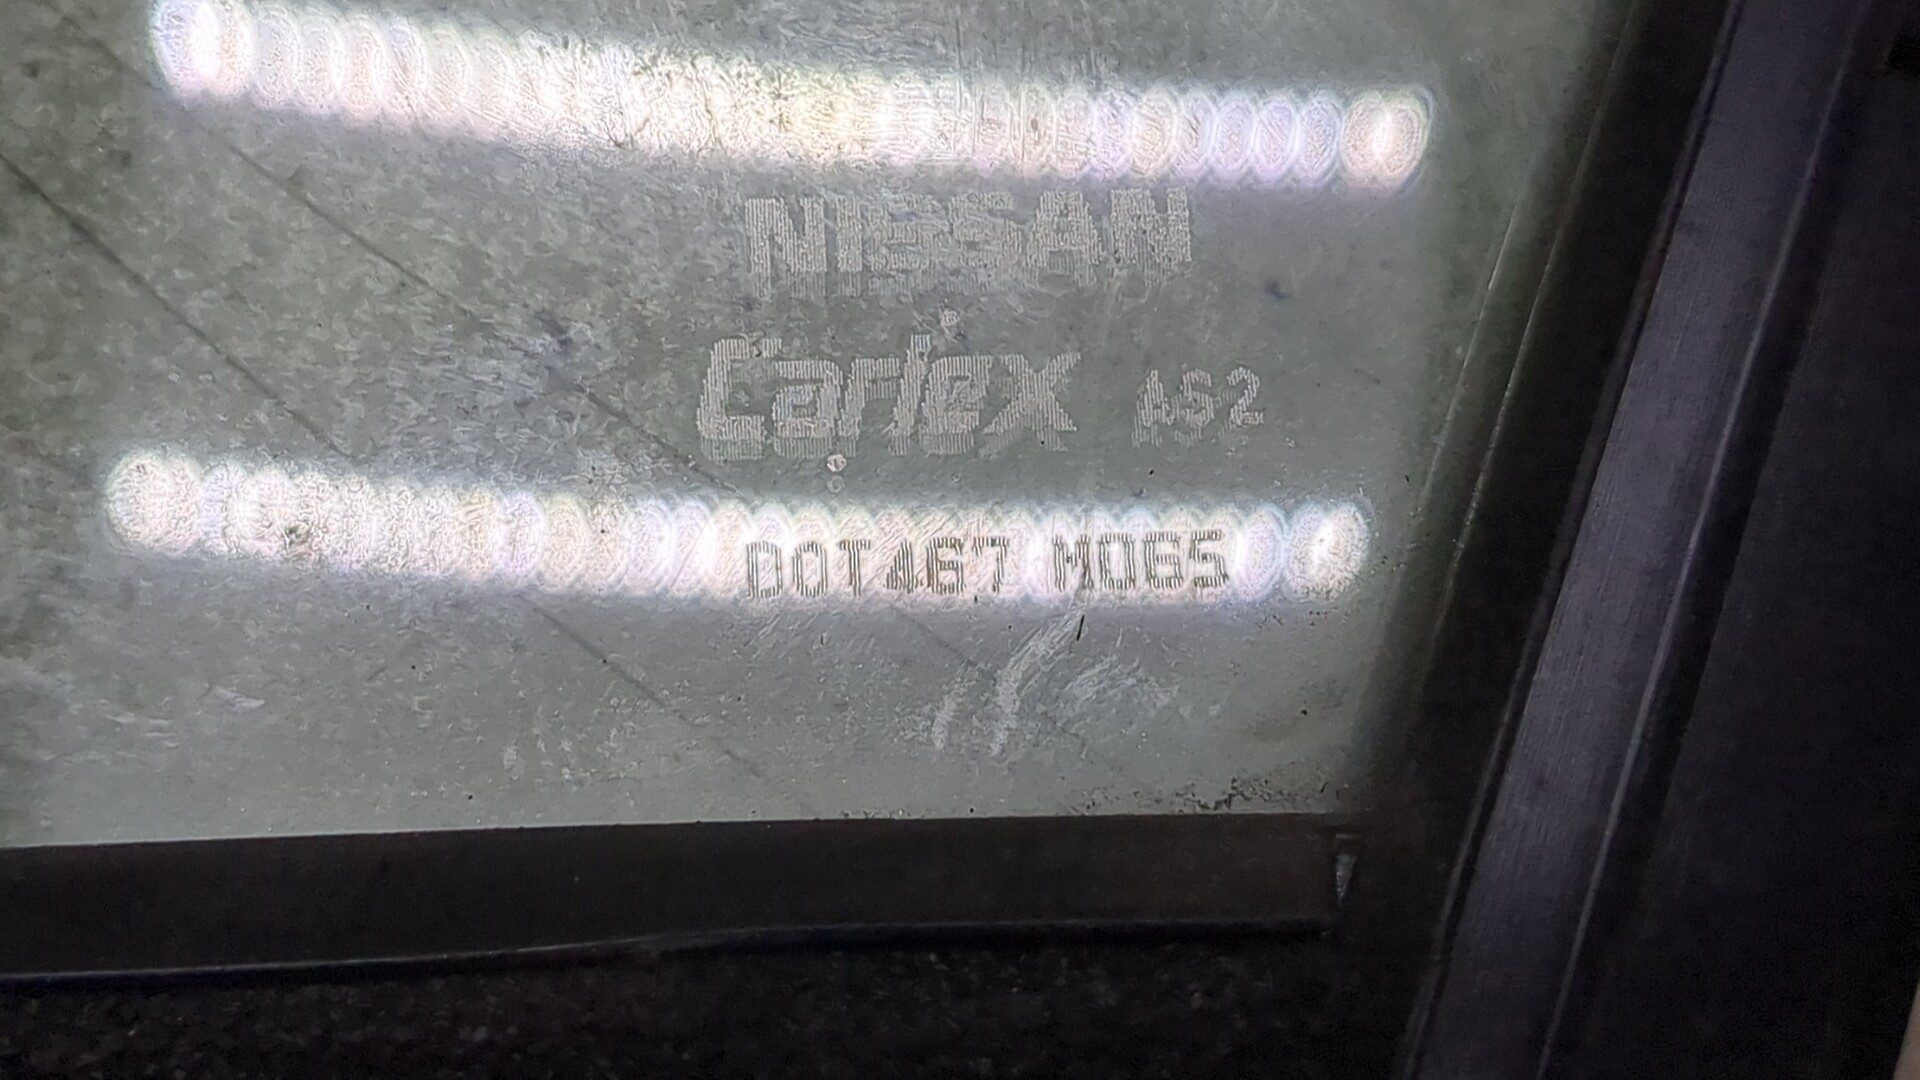 NISSAN
Carlex AS2
DOT467 M065